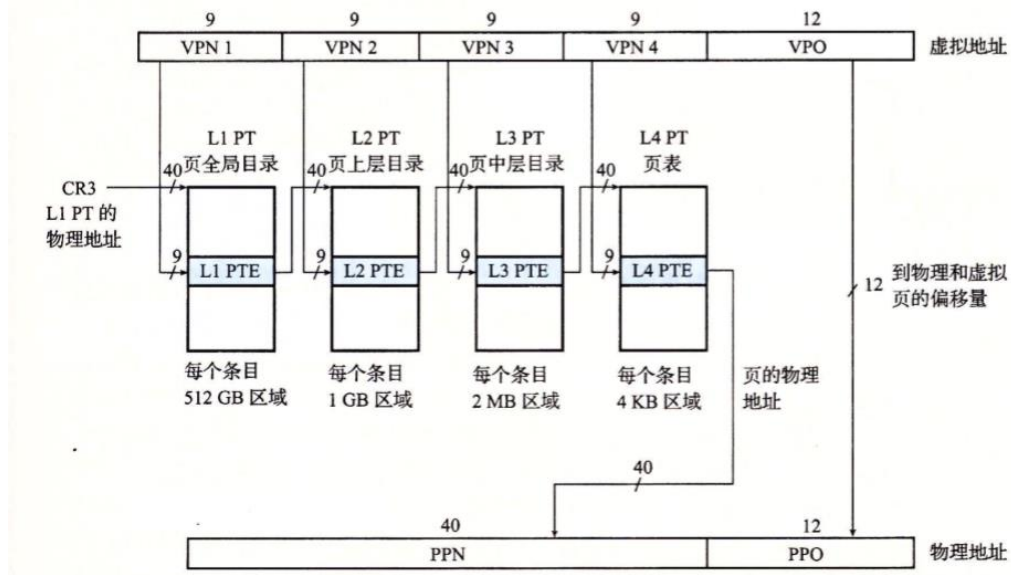 9 9 9 9 12
VPN 1 VPN 2 VPN 3 VPN 4 VPO 虚拟地址
L1 PT L2 PT L3 PT L4 PT
40 页全局目录 40 页上层目录 40 页中层目录 40 页表
CR3
L1 PT 的
物理地址
9 L1 PTE 9 L2 PTE 9 L3 PTE 9 L4 PTE
12 到物理和虚拟
页的偏移量
每个条目 每个条目 每个条目 每个条目 页的物理
512 GB 区域 1 GB 区域 2 MB 区域 4 KB 区域 地址
40
40 12
PPN PPO 物理地址